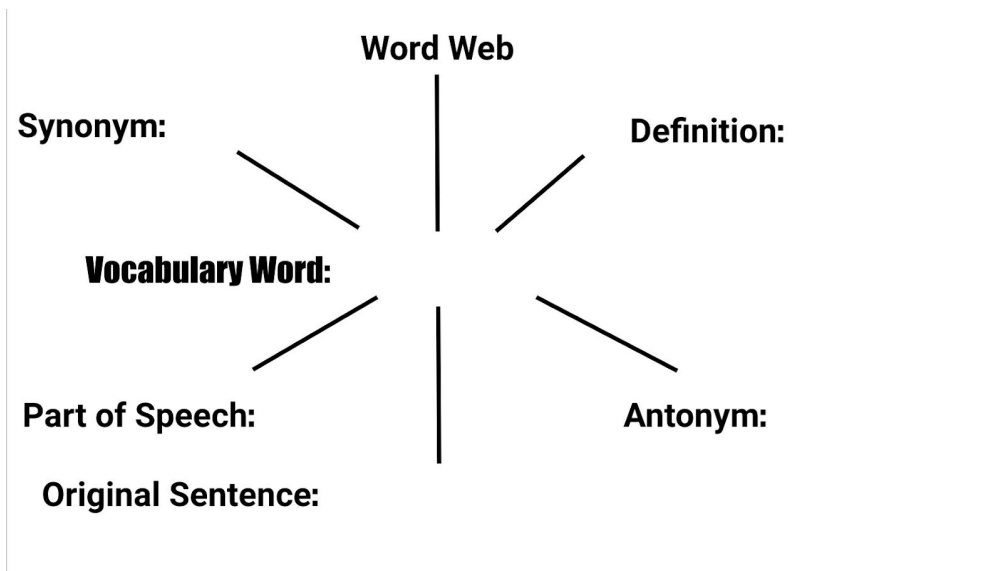 Word Web
Synonym:
Definition:
Vocabulary Word:
Part of Speech:
Antonym:
Original Sentence: